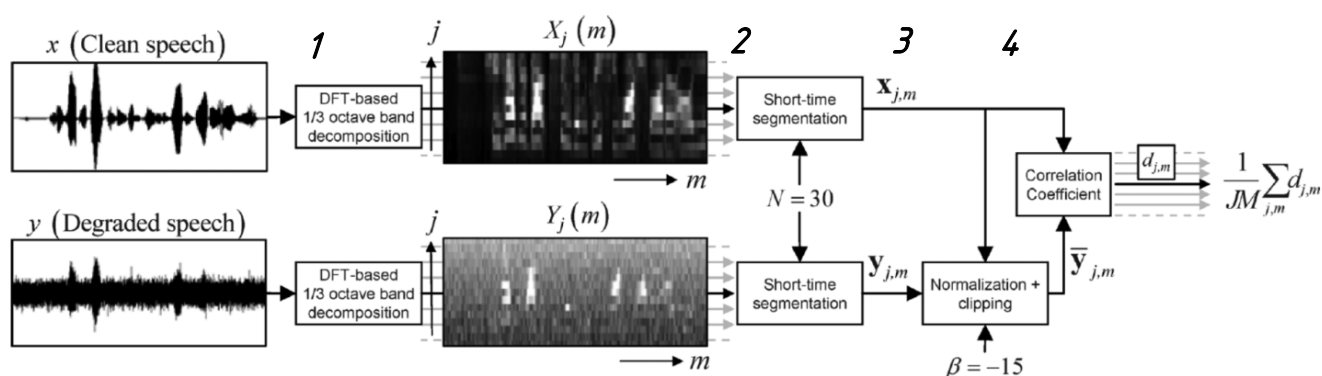 1
2
3
4
x (Clean speech)
j
X_j (m)
DFT-based
1/3 octave band
decomposition
m
Short-time
segmentation
x_{j,m}
N = 30
Correlation
Coefficient
d_{j,m}
\frac{1}{JM} \sum_{j,m} d_{j,m}
y (Degraded speech)
j
Y_j (m)
DFT-based
1/3 octave band
decomposition
m
Short-time
segmentation
y_{j,m}
Normalization +
clipping
ȳ_{j,m}
β = −15